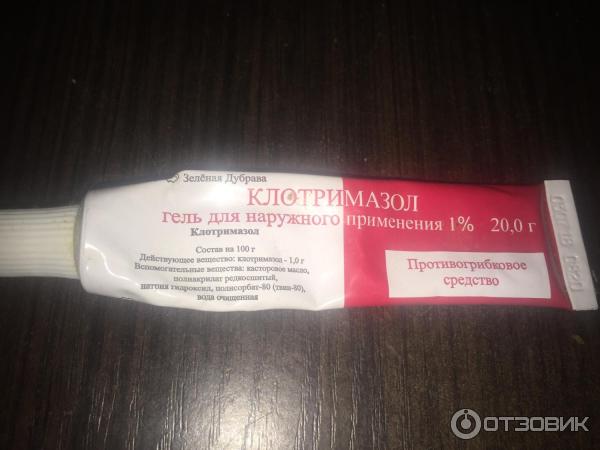 Зелёная Дубрава
КЛОТРИМАЗОЛ
гель для наружного применения 1% 20,0 г
Клотримазол
Состав на 100 г
Действующее вещество: клотримазол - 1,0 г
Вспомогательные вещества: касторовое масло,
полиакрилат редкосшитый,
натрия гидроксид, полисорбат-80 (твин-80),
вода очищенная
Противогрибковое
средство
ОТЗОВИК